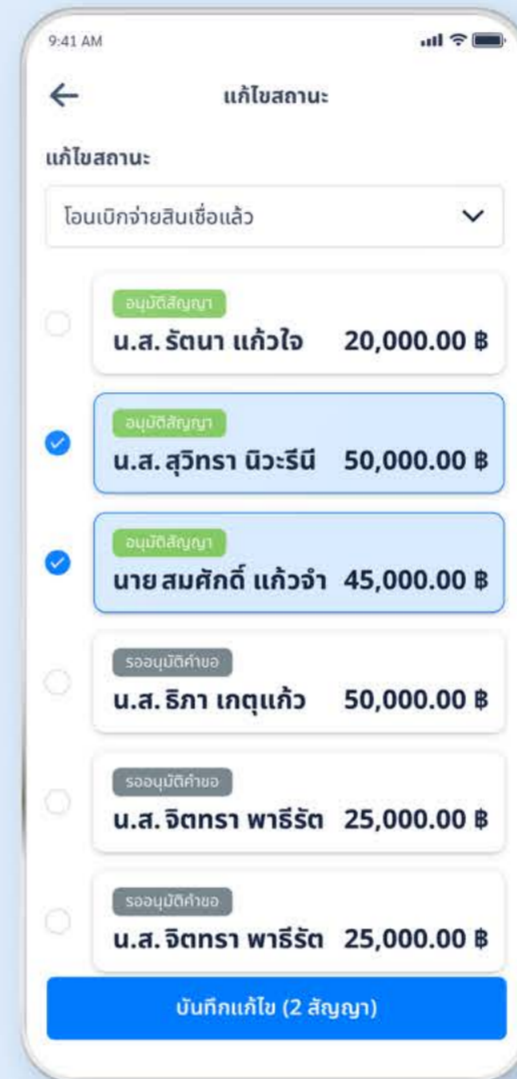 9:41 AM
แก้ไขสถานะ
แก้ไขสถานะ
โอนเบิกจ่ายสินเชื่อแล้ว
อนุมัติสัญญา
น.ส. รัตนา แก้วใจ 20,000.00 ฿
อนุมัติสัญญา
น.ส. สุวิทรา นิวะรีนี 50,000.00 ฿
อนุมัติสัญญา
นาย สมศักดิ์ แก้วจำ 45,000.00 ฿
รออนุมัติคำขอ
น.ส. ธิภา เกตุแก้ว 50,000.00 ฿
รออนุมัติคำขอ
น.ส. จิตทรา พาธีรัต 25,000.00 ฿
รออนุมัติคำขอ
น.ส. จิตทรา พาธีรัต 25,000.00 ฿
บันทึกแก้ไข (2 สัญญา)